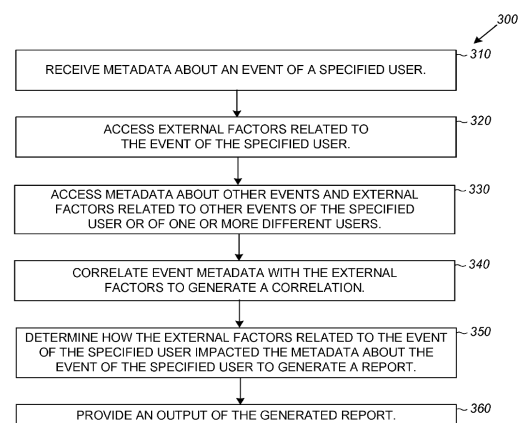 300
RECEIVE METADATA ABOUT AN EVENT OF A SPECIFIED USER.
310
ACCESS EXTERNAL FACTORS RELATED TO
THE EVENT OF THE SPECIFIED USER.
320
ACCESS METADATA ABOUT OTHER EVENTS AND EXTERNAL
FACTORS RELATED TO OTHER EVENTS OF THE SPECIFIED
USER OR OF ONE OR MORE DIFFERENT USERS.
330
CORRELATE EVENT METADATA WITH THE EXTERNAL
FACTORS TO GENERATE A CORRELATION.
340
DETERMINE HOW THE EXTERNAL FACTORS RELATED TO THE EVENT
OF THE SPECIFIED USER IMPACTED THE METADATA ABOUT THE
EVENT OF THE SPECIFIED USER TO GENERATE A REPORT.
350
PROVIDE AN OUTPUT OF THE GENERATED REPORT.
360